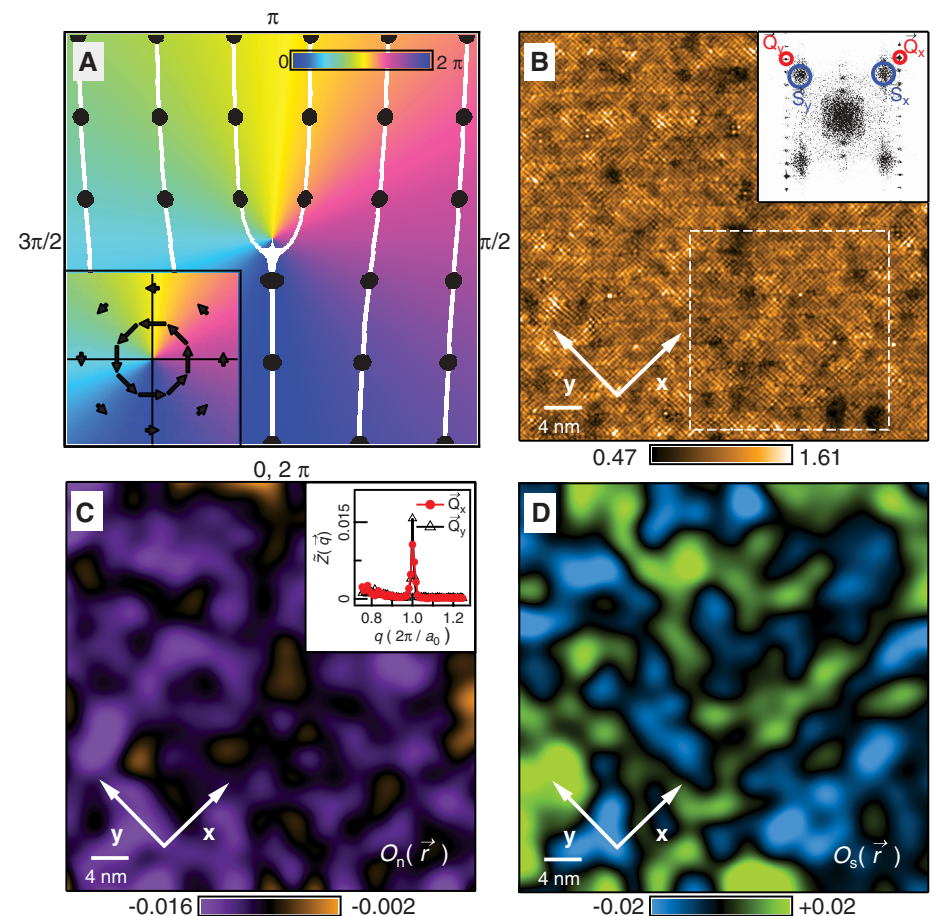 π
A
0
2 π
3π/2
π/2
0, 2 π
B
Q⃗y
Q⃗x
Sy
Sx
y
x
4 nm
0.47
1.61
C
Q⃗x
Q⃗y
Z̃(q⃗)
0.015
0
0.8
1.0
1.2
q ( 2π / a0 )
y
x
4 nm
On( r⃗ )
-0.016
-0.002
D
y
x
4 nm
Os( r⃗ )
-0.02
+0.02